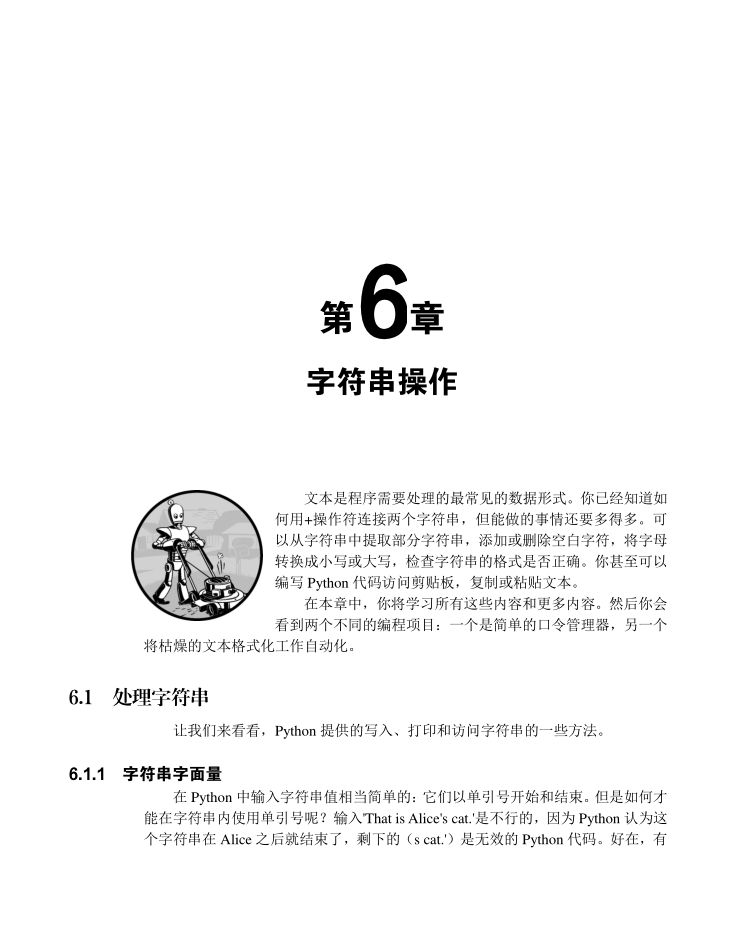 第6章
字符串操作
文本是程序需要处理的最常见的数据形式。你已经知道如
何用+操作符连接两个字符串，但能做的事情还要多得多。可
以从字符串中提取部分字符串，添加或删除空白字符，将字母
转换成小写或大写，检查字符串的格式是否正确。你甚至可以
编写 Python 代码访问剪贴板，复制或粘贴文本。
在本章中，你将学习所有这些内容和更多内容。然后你会
看到两个不同的编程项目：一个是简单的口令管理器，另一个
将枯燥的文本格式化工作自动化。
6.1 处理字符串
让我们来看看，Python 提供的写入、打印和访问字符串的一些方法。
6.1.1 字符串字面量
在 Python 中输入字符串值相当简单的：它们以单引号开始和结束。但是如何才
能在字符串内使用单引号呢？输入'That is Alice's cat.'是不行的，因为 Python 认为这
个字符串在 Alice 之后就结束了，剩下的（s cat.'）是无效的 Python 代码。好在，有